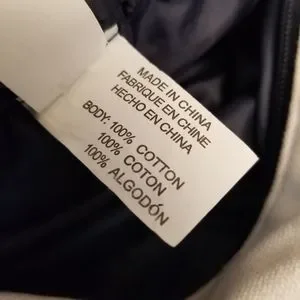 MADE IN CHINA
FABRIQUE EN CHINE
HECHO EN CHINA
BODY: 100% COTTON
100% COTON
100% ALGODÓN